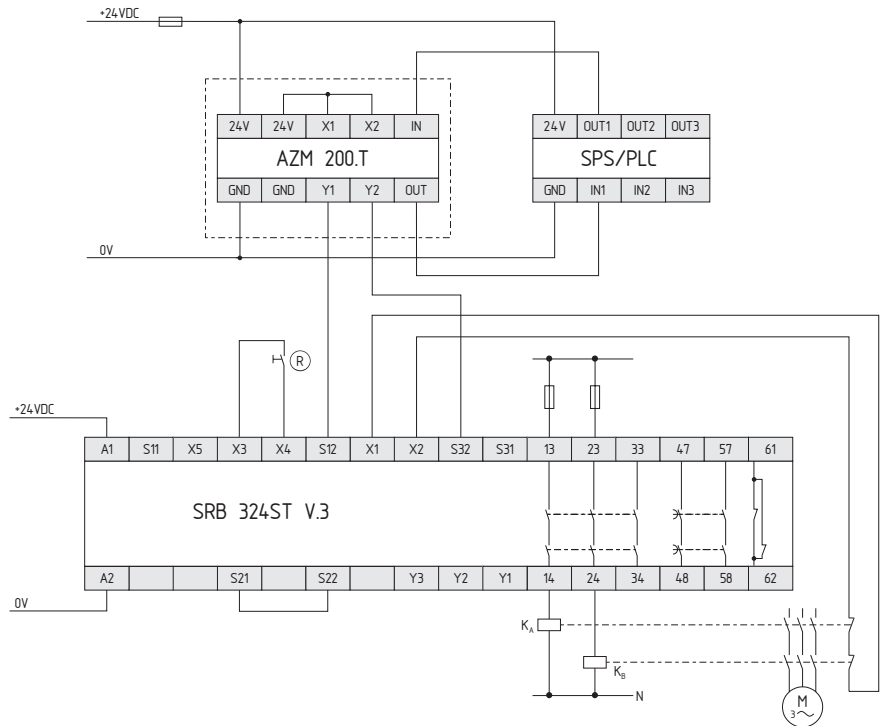 +24VDC
24V 24V X1 X2 IN
24V OUT1 OUT2 OUT3
AZM 200.T
SPS/PLC
GND GND Y1 Y2 OUT
GND IN1 IN2 IN3
0V
R
+24VDC
A1 S11 X5 X3 X4 S12 X1 X2 S32 S31 13 23 33 47 57 61
SRB 324ST V.3
A2 S21 S22 Y3 Y2 Y1 14 24 34 48 58 62
0V
KA
KB
N
M
3~